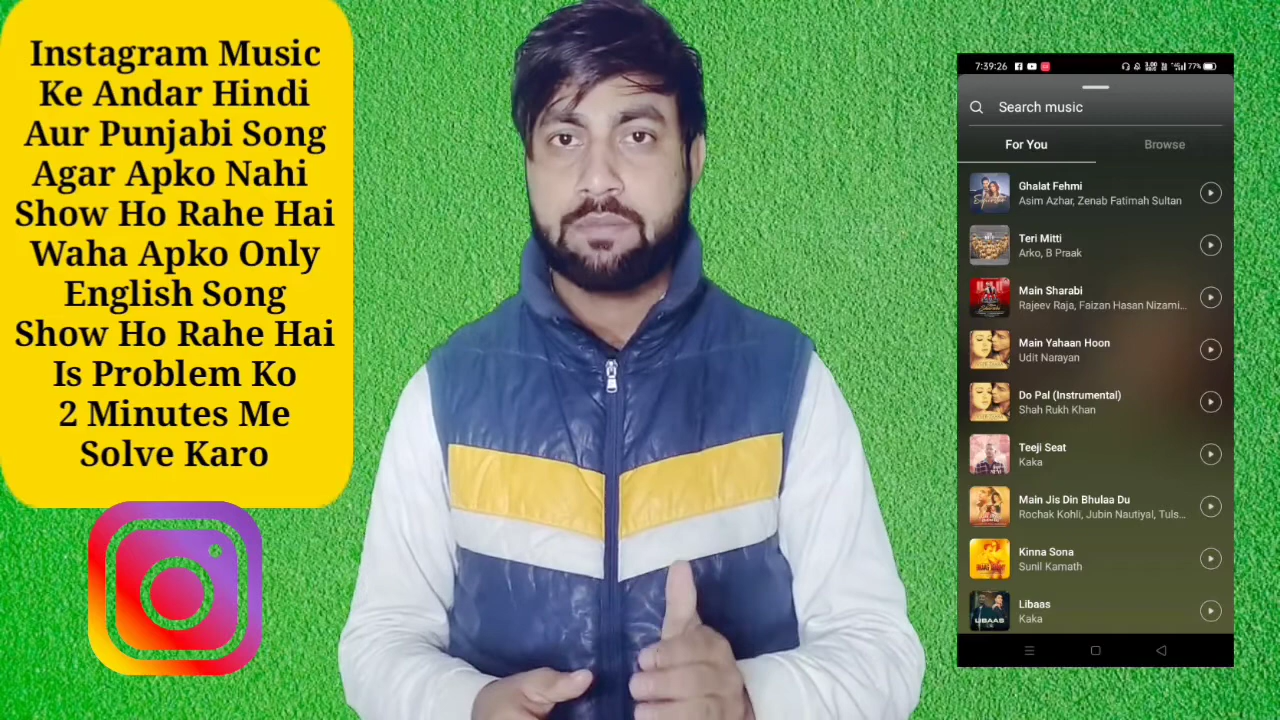 Instagram Music
Ke Andar Hindi
Aur Punjabi Song
Agar Apko Nahi
Show Ho Rahe Hai
Waha Apko Only
English Song
Show Ho Rahe Hai
Is Problem Ko
2 Minutes Me
Solve Karo
7:39:26
77%
Search music
For You Browse
Ghalat Fehmi
Asim Azhar, Zenab Fatimah Sultan
Teri Mitti
Arko, B Praak
Main Sharabi
Rajeev Raja, Faizan Hasan Nizami...
Main Yahaan Hoon
Udit Narayan
Do Pal (Instrumental)
Shah Rukh Khan
Teeji Seat
Kaka
Main Jis Din Bhulaa Du
Rochak Kohli, Jubin Nautiyal, Tuls...
Kinna Sona
Sunil Kamath
Libaas
Kaka
LIBAAS